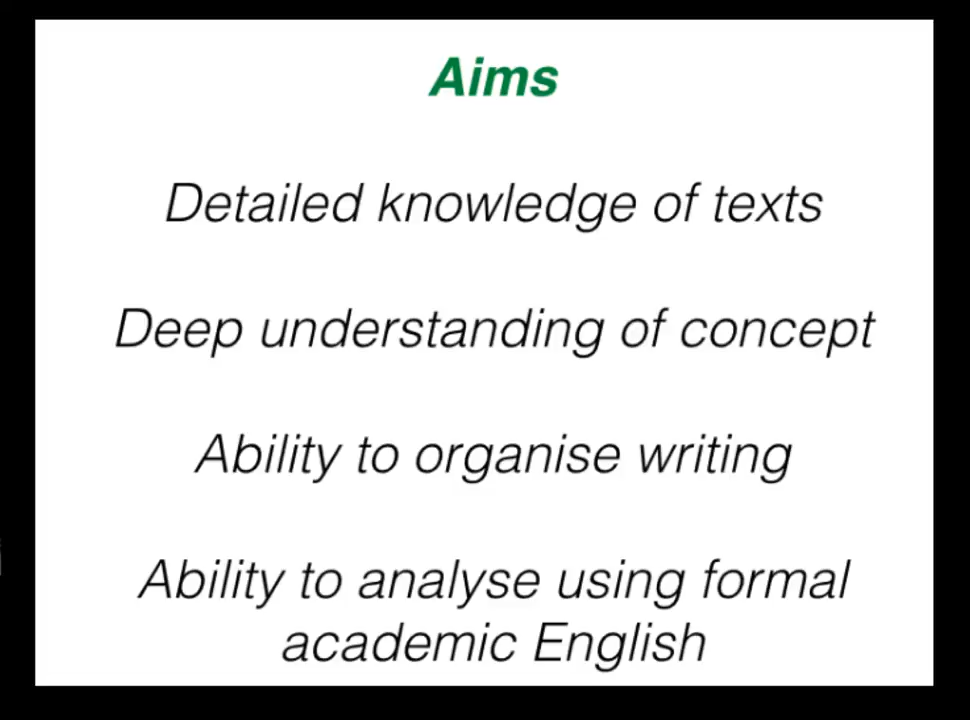 Aims
Detailed knowledge of texts
Deep understanding of concept
Ability to organise writing
Ability to analyse using formal
academic English